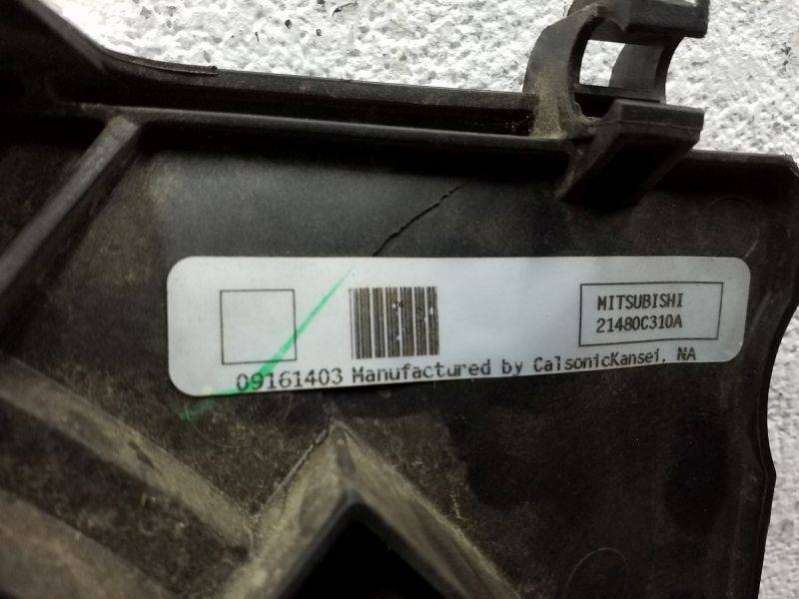 MITSUBISHI
21480C310A
09161403 Manufactured by CalsonicKansei, NA